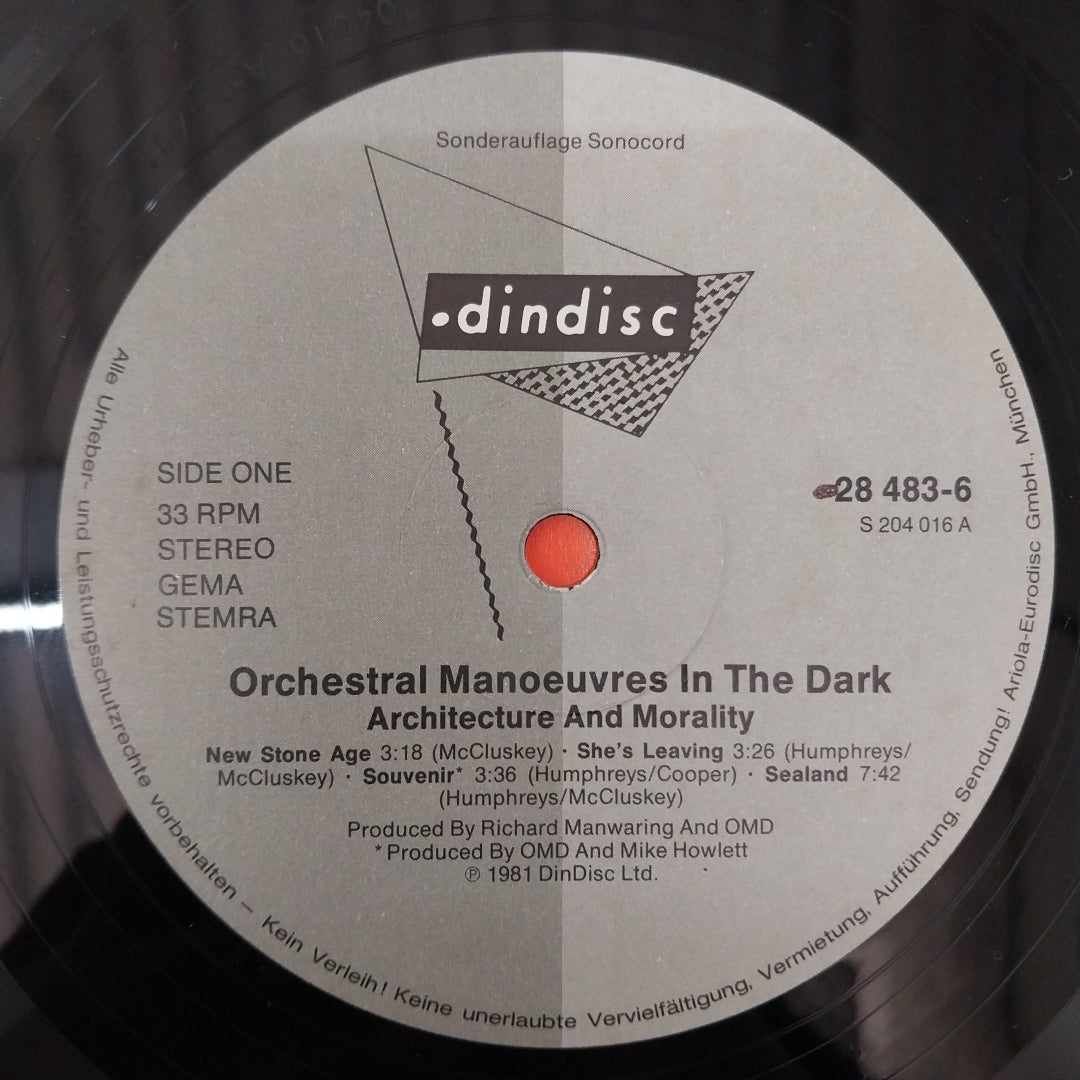 Sonderauflage Sonocord
.dindisc
SIDE ONE
33 RPM
STEREO
GEMA
STEMRA
28 483-6
S 204 016 A
Orchestral Manoeuvres In The Dark
Architecture And Morality
New Stone Age 3:18 (McCluskey) · She's Leaving 3:26 (Humphreys/
McCluskey) · Souvenir* 3:36 (Humphreys/Cooper) · Sealand 7:42
(Humphreys/McCluskey)
Produced By Richard Manwaring And OMD
*Produced By OMD And Mike Howlett
℗ 1981 DinDisc Ltd.
Alle Urheber- und Leistungsschutzrechte vorbehalten – Kein Verleih! Keine unerlaubte Vervielfältigung, Vermietung, Aufführung, Sendung! Ariola-Eurodisc GmbH., München